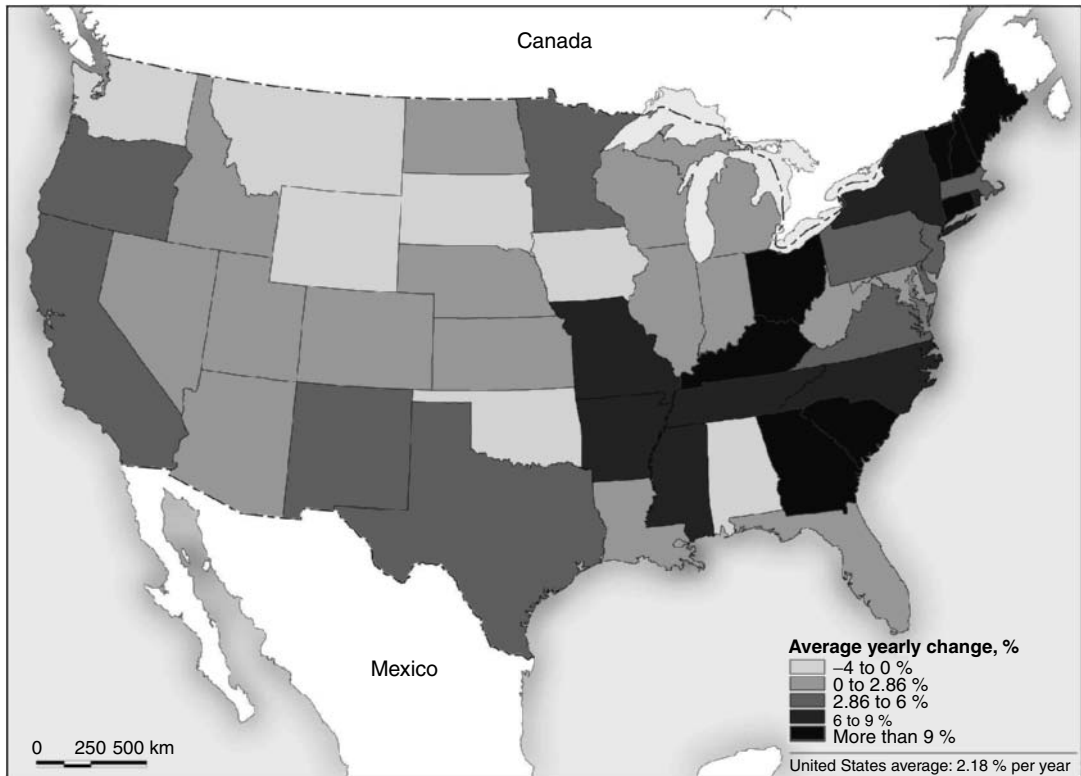 Canada
Mexico
Average yearly change, %
–4 to 0 %
0 to 2.86 %
2.86 to 6 %
6 to 9 %
More than 9 %
United States average: 2.18 % per year
0 250 500 km